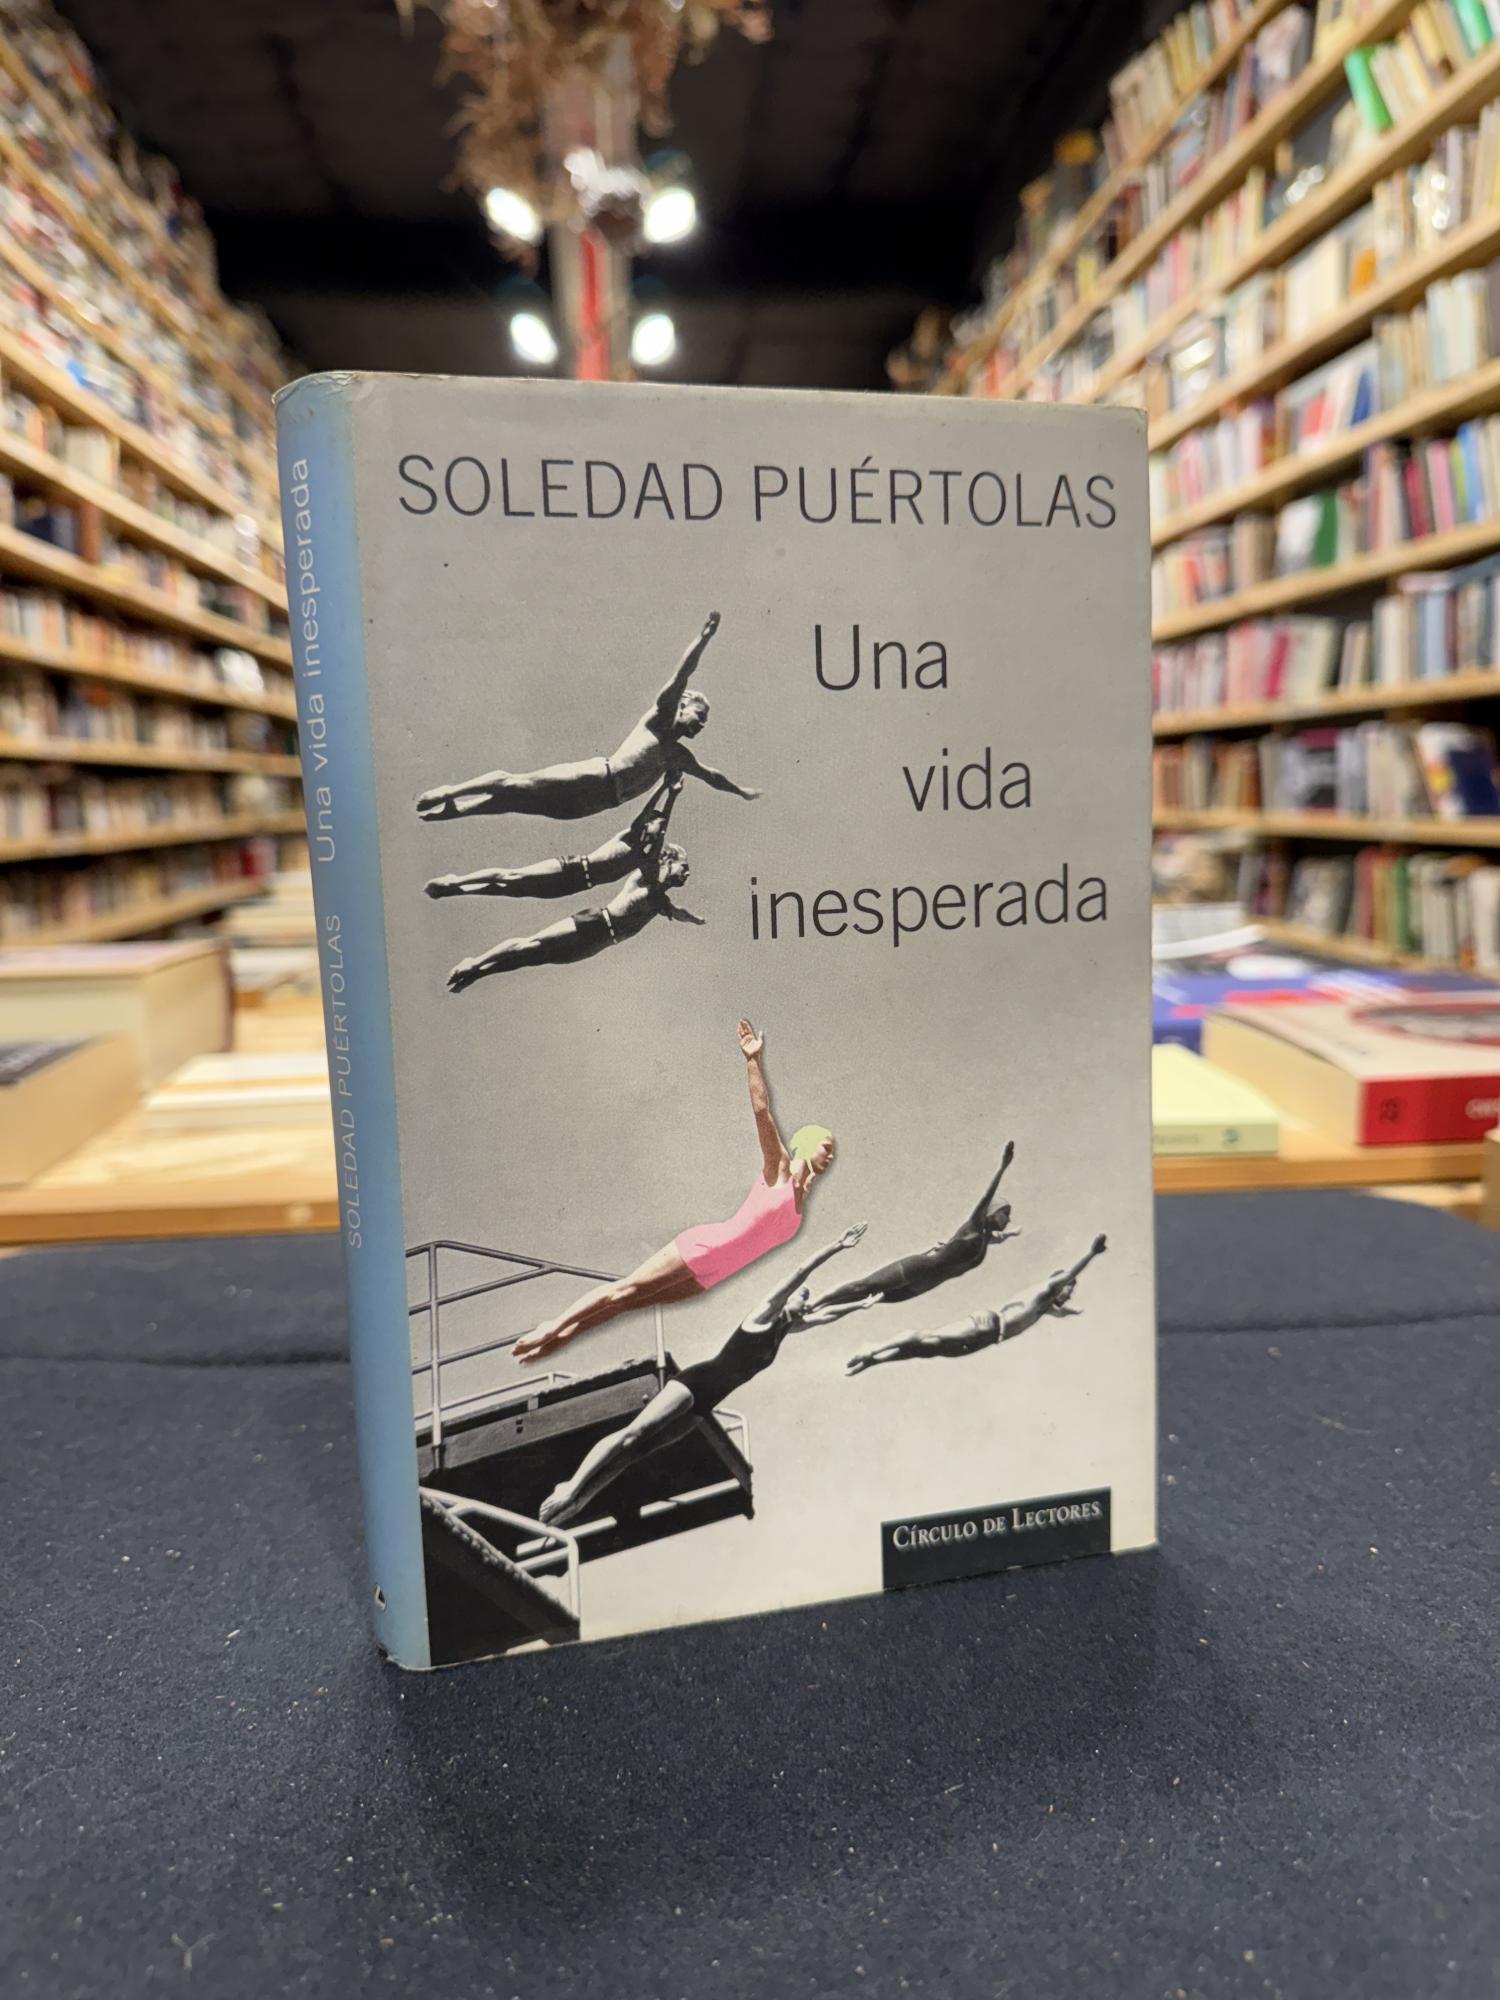 SOLEDAD PUÉRTOLAS
Una
vida
inesperada
CÍRCULO DE LECTORES
SOLEDAD PUÉRTOLAS Una vida inesperada